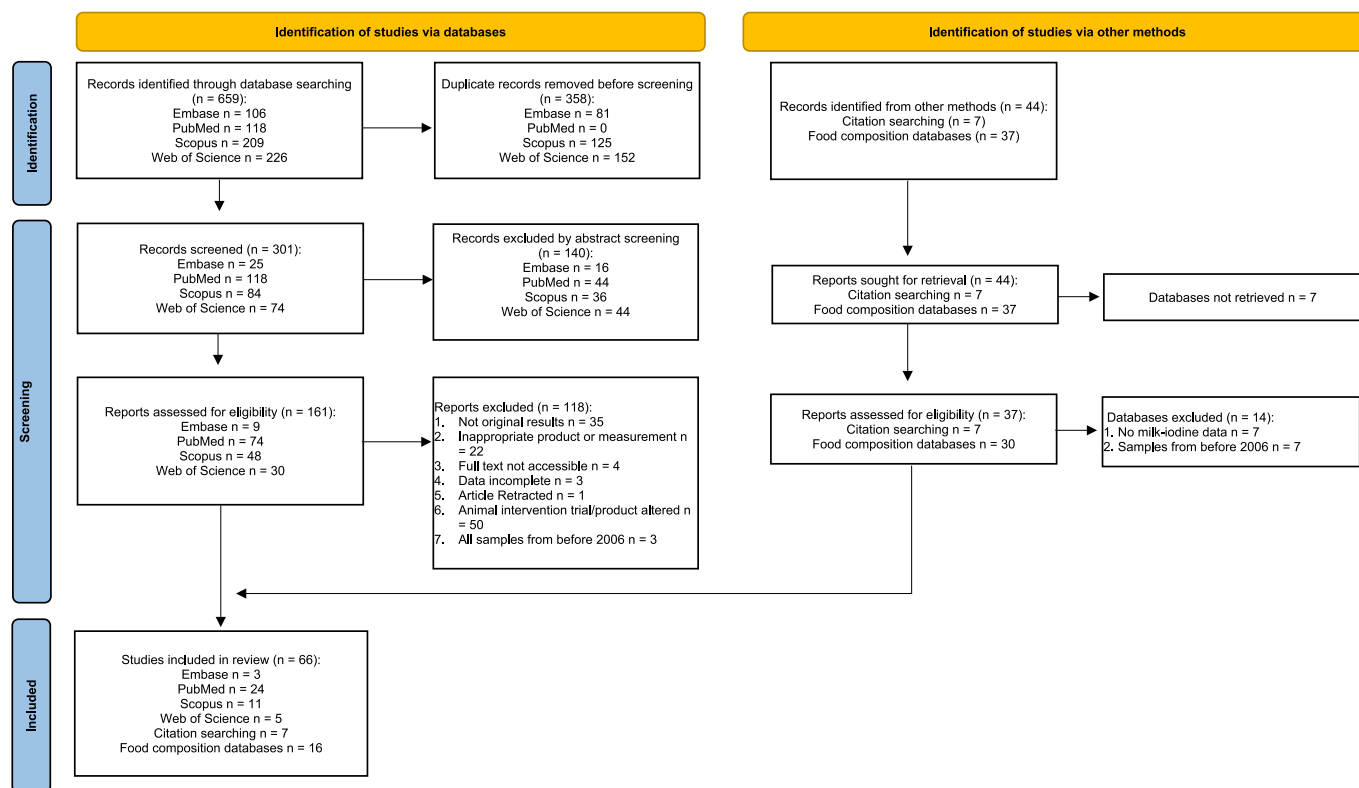 Identification of studies via databases
Identification of studies via other methods
Identification
Records identified through database searching
(n = 659):
Embase n = 106
PubMed n = 118
Scopus n = 209
Web of Science n = 226
Duplicate records removed before screening
(n = 358):
Embase n = 81
PubMed n = 0
Scopus n = 125
Web of Science n = 152
Records identified from other methods (n = 44):
Citation searching (n = 7)
Food composition databases (n = 37)
Screening
Records screened (n = 301):
Embase n = 25
PubMed n = 118
Scopus n = 84
Web of Science n = 74
Records excluded by abstract screening
(n = 140):
Embase n = 16
PubMed n = 44
Scopus n = 36
Web of Science n = 44
Reports sought for retrieval (n = 44):
Citation searching n = 7
Food composition databases n = 37
Databases not retrieved n = 7
Reports assessed for eligibility (n = 161):
Embase n = 9
PubMed n = 74
Scopus n = 48
Web of Science n = 30
Reports excluded (n = 118):
1. Not original results n = 35
2. Inappropriate product or measurement n
= 22
3. Full text not accessible n = 4
4. Data incomplete n = 3
5. Article Retracted n = 1
6. Animal intervention trial/product altered n
= 50
7. All samples from before 2006 n = 3
Reports assessed for eligibility (n = 37):
Citation searching n = 7
Food composition databases n = 30
Databases excluded (n = 14):
1. No milk-iodine data n = 7
2. Samples from before 2006 n = 7
Included
Studies included in review (n = 66):
Embase n = 3
PubMed n = 24
Scopus n = 11
Web of Science n = 5
Citation searching n = 7
Food composition databases n = 16